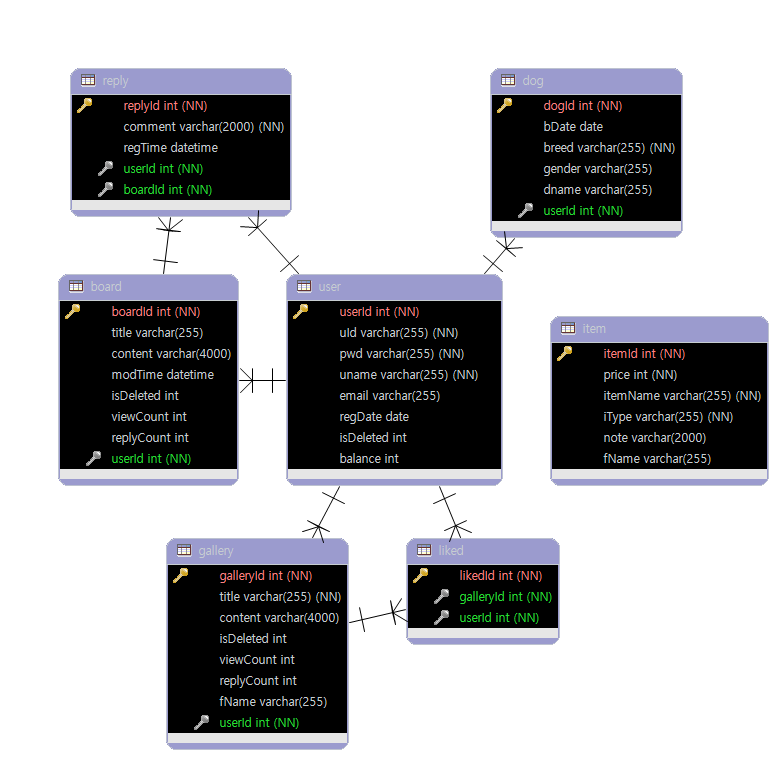 reply
replyId int (NN)
comment varchar(2000) (NN)
regTime datetime
userId int (NN)
boardId int (NN)
dog
dogId int (NN)
bDate date
breed varchar(255) (NN)
gender varchar(255)
dname varchar(255)
userId int (NN)
board
boardId int (NN)
title varchar(255)
content varchar(4000)
modTime datetime
isDeleted int
viewCount int
replyCount int
userId int (NN)
user
userId int (NN)
uId varchar(255) (NN)
pwd varchar(255) (NN)
uname varchar(255) (NN)
email varchar(255)
regDate date
isDeleted int
balance int
item
itemId int (NN)
price int (NN)
itemName varchar(255) (NN)
iType varchar(255) (NN)
note varchar(2000)
fName varchar(255)
gallery
galleryId int (NN)
title varchar(255) (NN)
content varchar(4000)
isDeleted int
viewCount int
replyCount int
fName varchar(255)
userId int (NN)
liked
likedId int (NN)
galleryId int (NN)
userId int (NN)